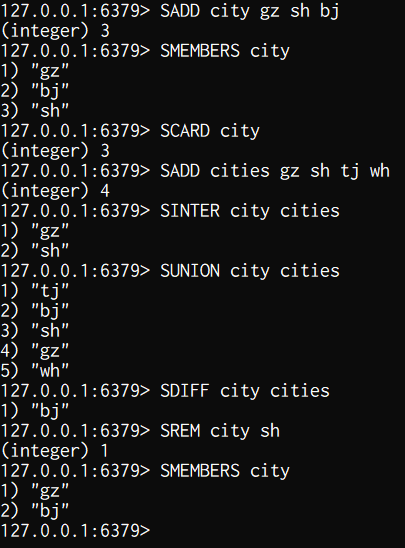 127.0.0.1:6379> SADD city gz sh bj
(integer) 3
127.0.0.1:6379> SMEMBERS city
1) "gz"
2) "bj"
3) "sh"
127.0.0.1:6379> SCARD city
(integer) 3
127.0.0.1:6379> SADD cities gz sh tj wh
(integer) 4
127.0.0.1:6379> SINTER city cities
1) "gz"
2) "sh"
127.0.0.1:6379> SUNION city cities
1) "tj"
2) "bj"
3) "sh"
4) "gz"
5) "wh"
127.0.0.1:6379> SDIFF city cities
1) "bj"
127.0.0.1:6379> SREM city sh
(integer) 1
127.0.0.1:6379> SMEMBERS city
1) "gz"
2) "bj"
127.0.0.1:6379>